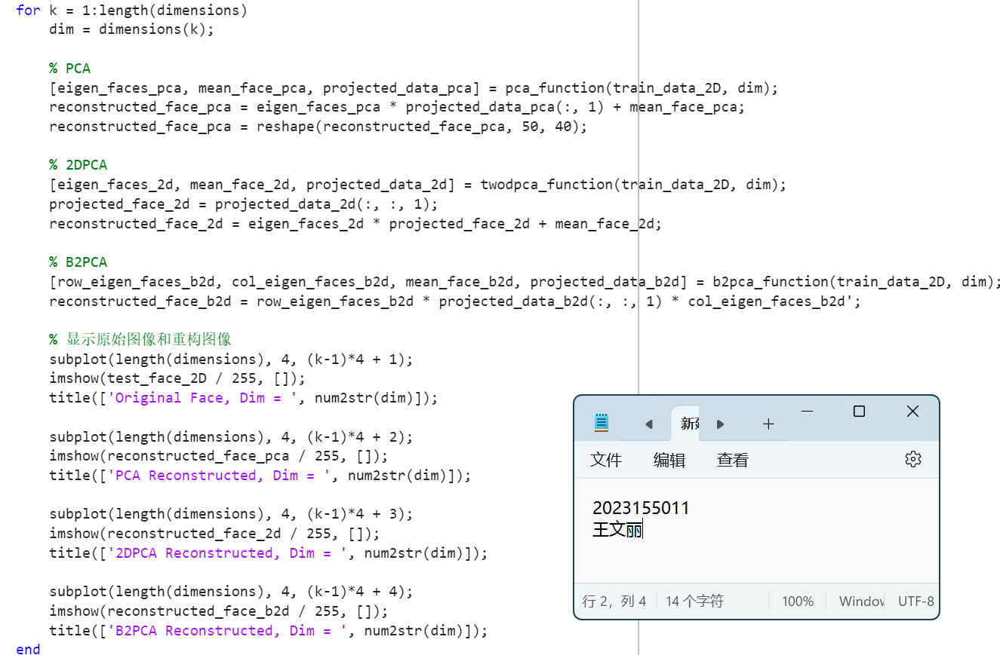 for k = 1:length(dimensions)
    dim = dimensions(k);

    % PCA
    [eigen_faces_pca, mean_face_pca, projected_data_pca] = pca_function(train_data_2D, dim);
    reconstructed_face_pca = eigen_faces_pca * projected_data_pca(:, 1) + mean_face_pca;
    reconstructed_face_pca = reshape(reconstructed_face_pca, 50, 40);

    % 2DPCA
    [eigen_faces_2d, mean_face_2d, projected_data_2d] = twodpca_function(train_data_2D, dim);
    projected_face_2d = projected_data_2d(:, :, 1);
    reconstructed_face_2d = eigen_faces_2d * projected_face_2d + mean_face_2d;

    % B2PCA
    [row_eigen_faces_b2d, col_eigen_faces_b2d, mean_face_b2d, projected_data_b2d] = b2pca_function(train_data_2D, dim);
    reconstructed_face_b2d = row_eigen_faces_b2d * projected_data_b2d(:, :, 1) * col_eigen_faces_b2d';

    % 显示原始图像和重构图像
    subplot(length(dimensions), 4, (k-1)*4 + 1);
    imshow(test_face_2D / 255, []);
    title(['Original Face, Dim = ', num2str(dim)]);

    subplot(length(dimensions), 4, (k-1)*4 + 2);
    imshow(reconstructed_face_pca / 255, []);
    title(['PCA Reconstructed, Dim = ', num2str(dim)]);

    subplot(length(dimensions), 4, (k-1)*4 + 3);
    imshow(reconstructed_face_2d / 255, []);
    title(['2DPCA Reconstructed, Dim = ', num2str(dim)]);

    subplot(length(dimensions), 4, (k-1)*4 + 4);
    imshow(reconstructed_face_b2d / 255, []);
    title(['B2PCA Reconstructed, Dim = ', num2str(dim)]);
end
新
文件 编辑 查看
2023155011
王文丽
行 2，列 4 14 个字符 100% Window UTF-8